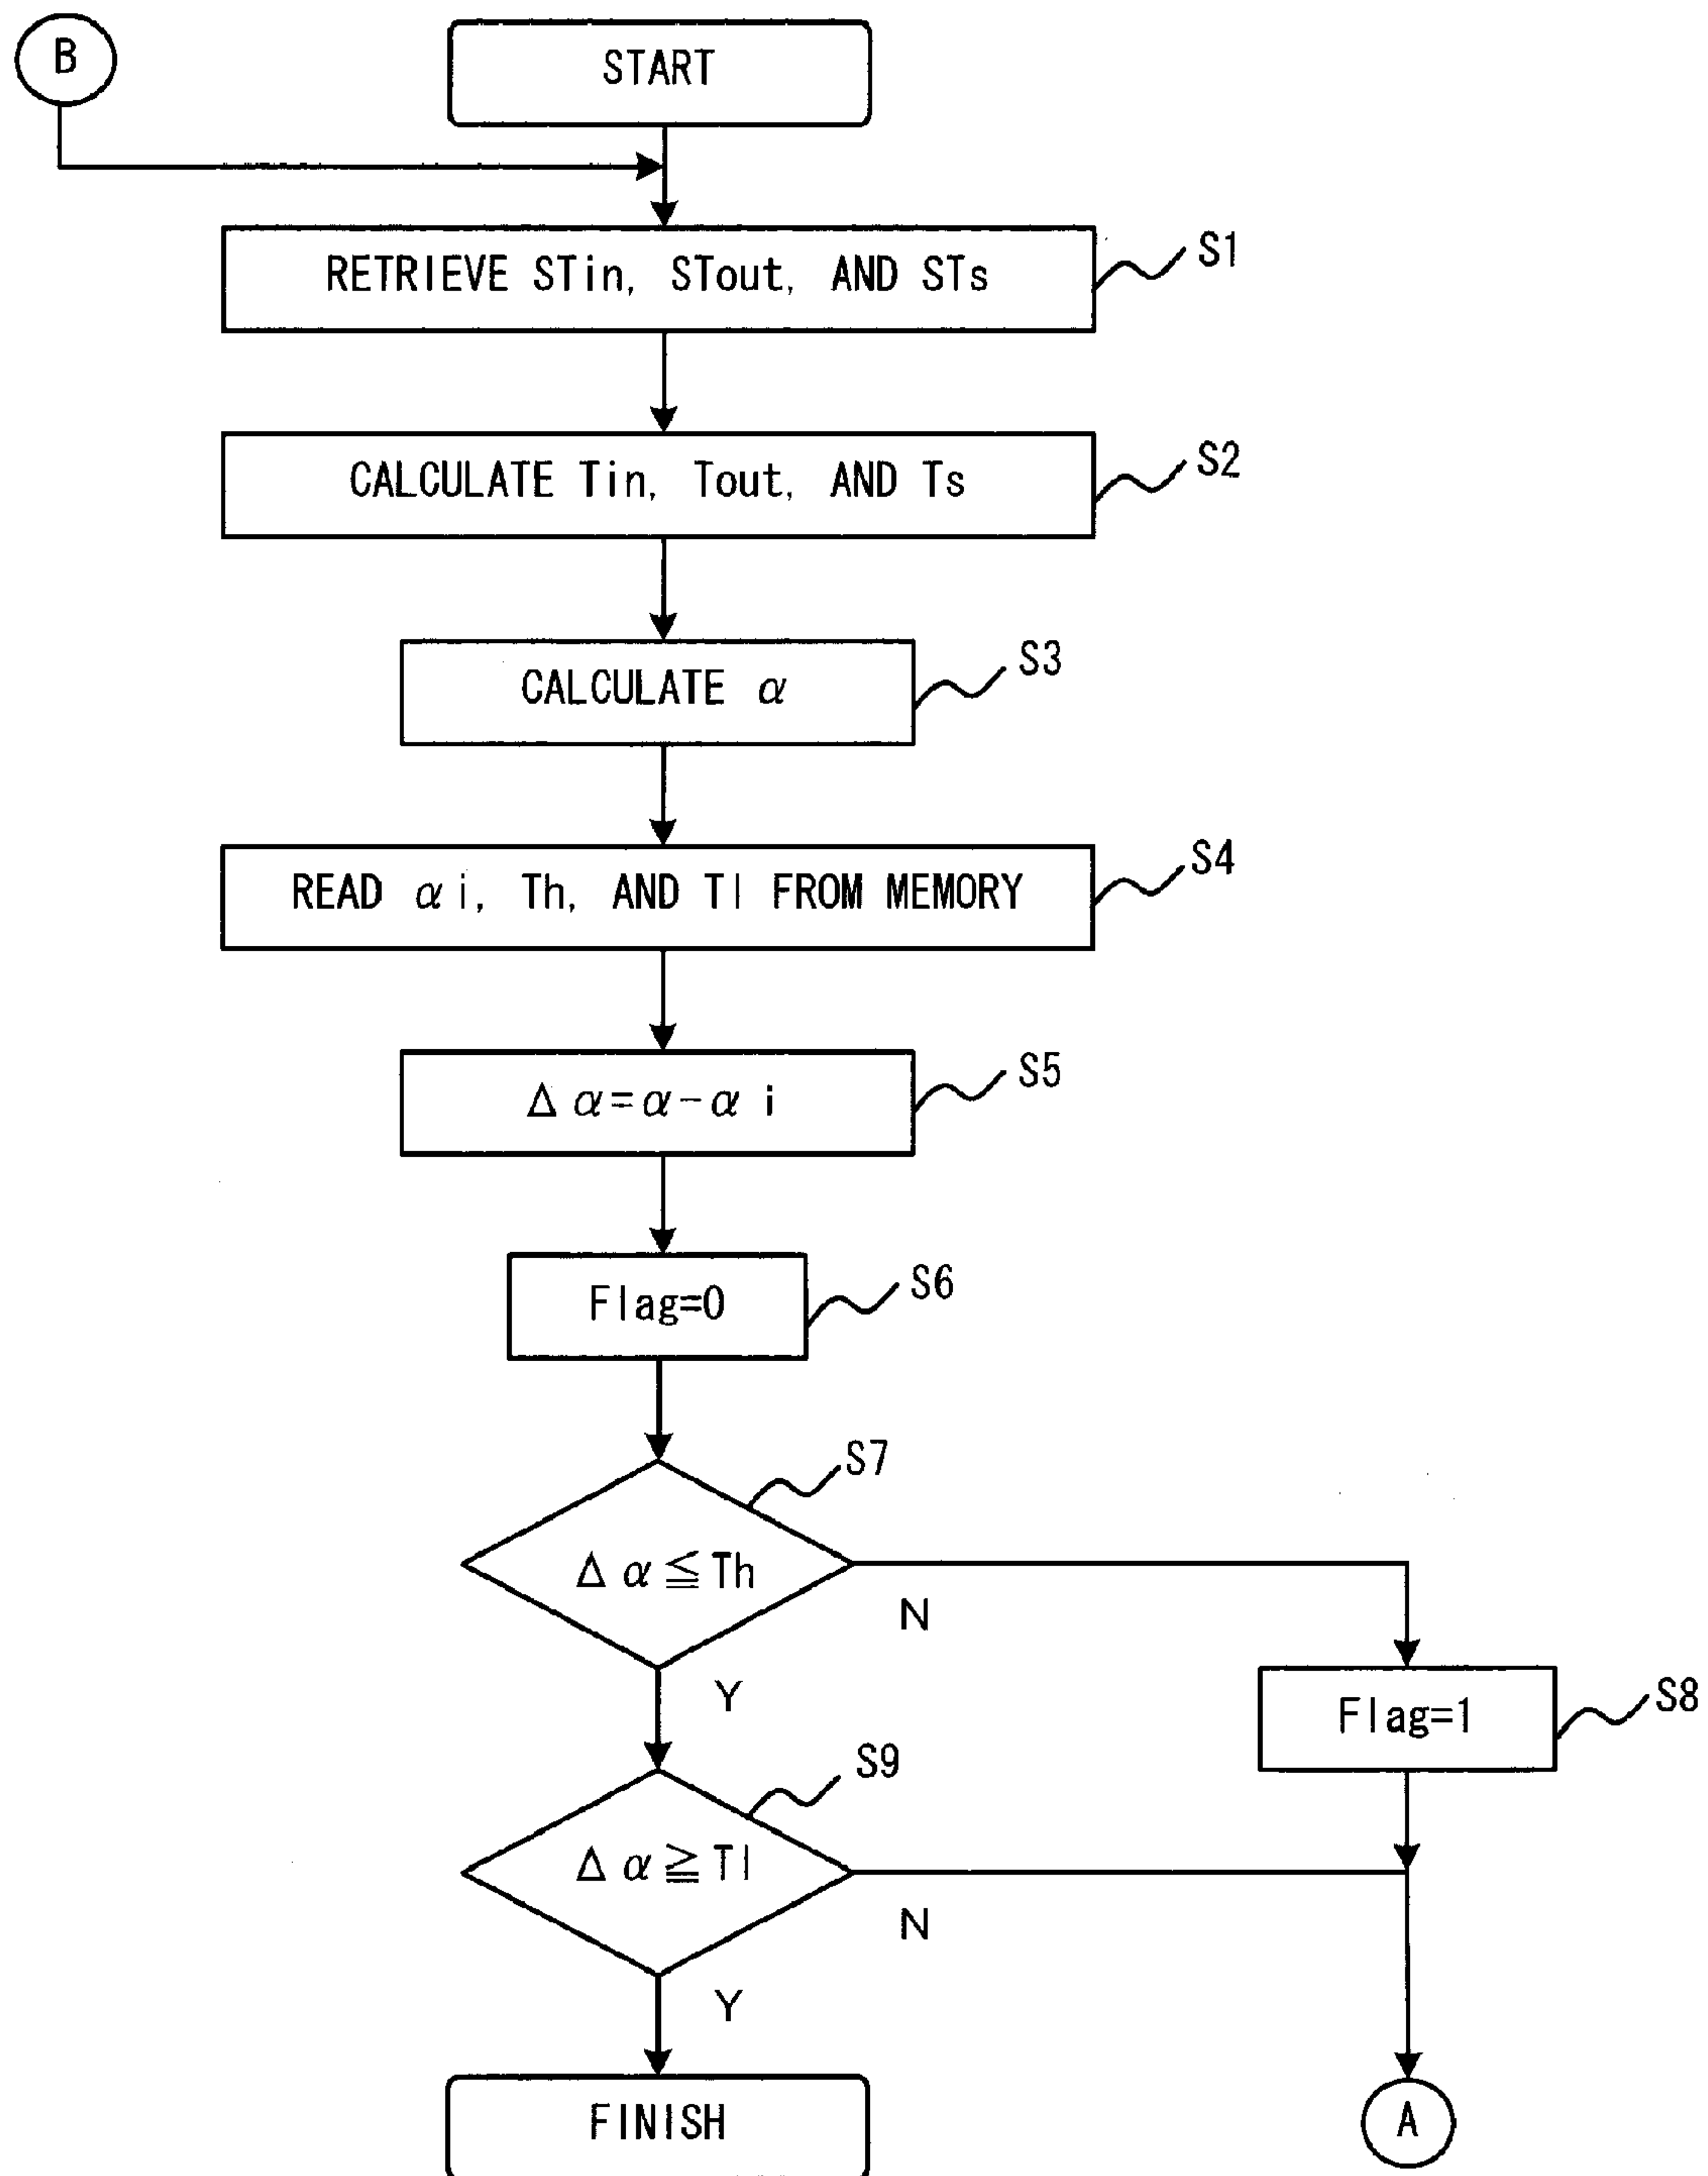 B
START
RETRIEVE STin, STout, AND STs
S1
CALCULATE Tin, Tout, AND Ts
S2
CALCULATE α
S3
READ αi, Th, AND Tl FROM MEMORY
S4
Δα=α-αi
S5
Flag=0
S6
S7
Δα≦Th
N
Y
Flag=1
S8
S9
Δα≧Tl
N
Y
FINISH
A